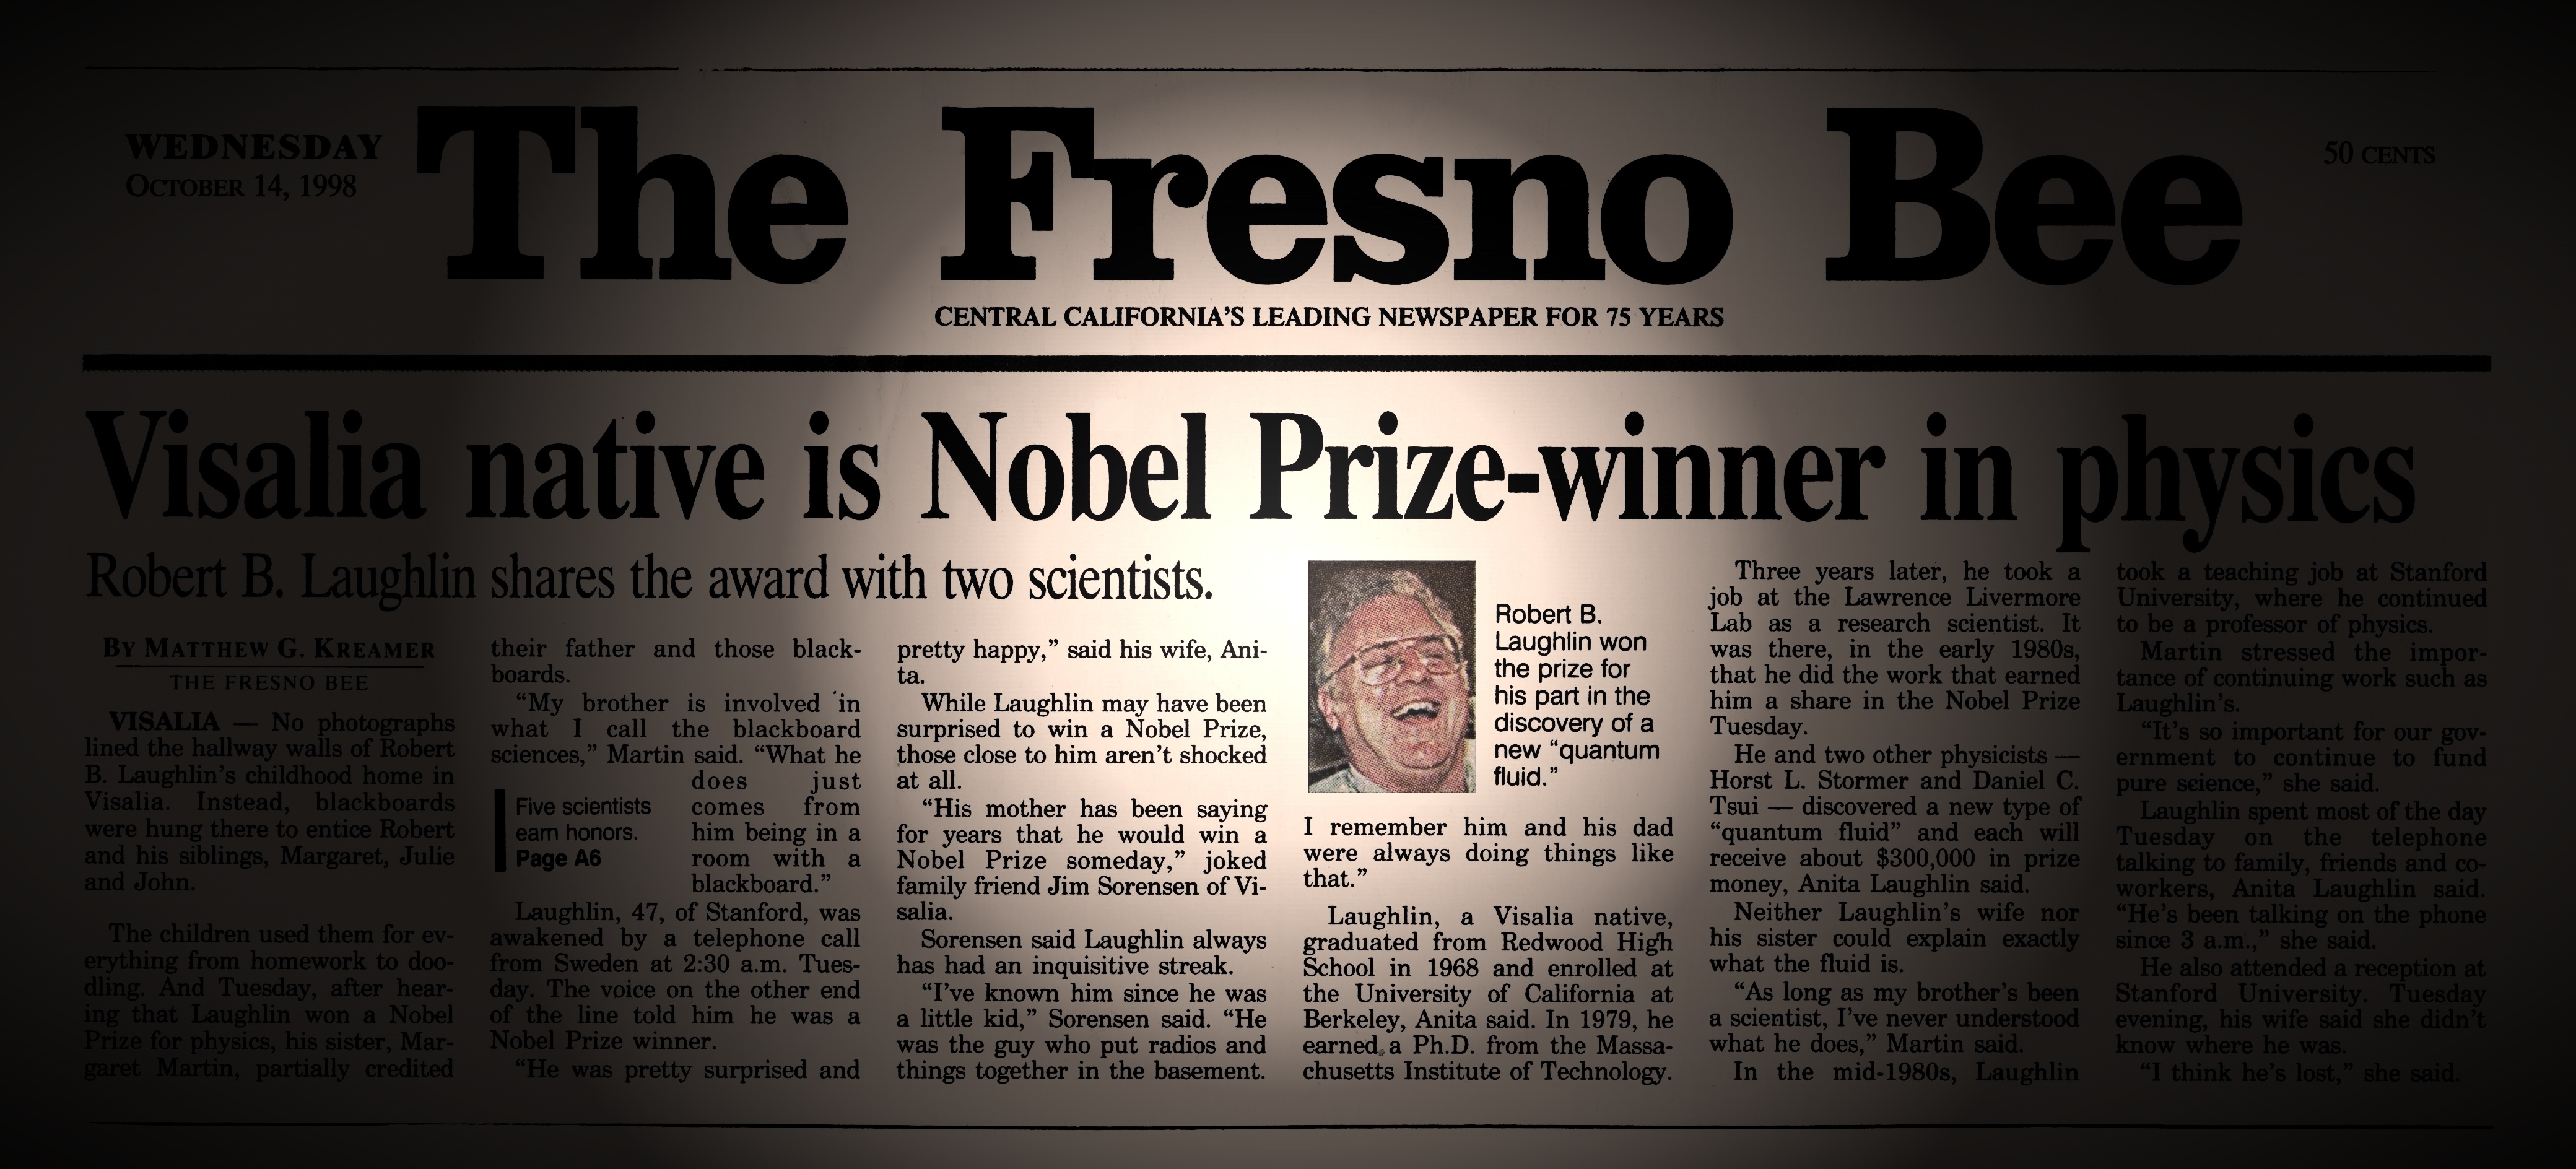 WEDNESDAY
OCTOBER 14, 1998
The Fresno Bee
50 CENTS
CENTRAL CALIFORNIA'S LEADING NEWSPAPER FOR 75 YEARS
Visalia native is Nobel Prize-winner in physics
Robert B. Laughlin shares the award with two scientists.
BY MATTHEW G. KREAMER
THE FRESNO BEE
VISALIA — No photographs
lined the hallway walls of Robert
B. Laughlin's childhood home in
Visalia. Instead, blackboards
were hung there to entice Robert
and his siblings, Margaret, Julie
and John.
The children used them for ev-
erything from homework to doo-
dling. And Tuesday, after hear-
ing that Laughlin won a Nobel
Prize for physics, his sister, Mar-
garet Martin, partially credited
their father and those black-
boards.
“My brother is involved in
what I call the blackboard
sciences,” Martin said. “What he
does just
comes from
him being in a
room with a
blackboard.”
Five scientists
earn honors.
Page A6
Laughlin, 47, of Stanford, was
awakened by a telephone call
from Sweden at 2:30 a.m. Tues-
day. The voice on the other end
of the line told him he was a
Nobel Prize winner.
“He was pretty surprised and
pretty happy,” said his wife, Ani-
ta.
While Laughlin may have been
surprised to win a Nobel Prize,
those close to him aren't shocked
at all.
“His mother has been saying
for years that he would win a
Nobel Prize someday,” joked
family friend Jim Sorensen of Vi-
salia.
Sorensen said Laughlin always
has had an inquisitive streak.
“I've known him since he was
a little kid,” Sorensen said. “He
was the guy who put radios and
things together in the basement.
Robert B.
Laughlin won
the prize for
his part in the
discovery of a
new “quantum
fluid.”
I remember him and his dad
were always doing things like
that.”
Laughlin, a Visalia native,
graduated from Redwood High
School in 1968 and enrolled at
the University of California at
Berkeley, Anita said. In 1979, he
earned a Ph.D. from the Massa-
chusetts Institute of Technology.
Three years later, he took a
job at the Lawrence Livermore
Lab as a research scientist. It
was there, in the early 1980s,
that he did the work that earned
him a share in the Nobel Prize
Tuesday.
He and two other physicists —
Horst L. Stormer and Daniel C.
Tsui — discovered a new type of
“quantum fluid” and each will
receive about $300,000 in prize
money, Anita Laughlin said.
Neither Laughlin's wife nor
his sister could explain exactly
what the fluid is.
“As long as my brother's been
a scientist, I've never understood
what he does,” Martin said.
In the mid-1980s, Laughlin
took a teaching job at Stanford
University, where he continued
to be a professor of physics.
Martin stressed the impor-
tance of continuing work such as
Laughlin's.
“It's so important for our gov-
ernment to continue to fund
pure science,” she said.
Laughlin spent most of the day
Tuesday on the telephone
talking to family, friends and co-
workers, Anita Laughlin said.
“He's been talking on the phone
since 3 a.m.,” she said.
He also attended a reception at
Stanford University. Tuesday
evening, his wife said she didn't
know where he was.
“I think he's lost,” she said.